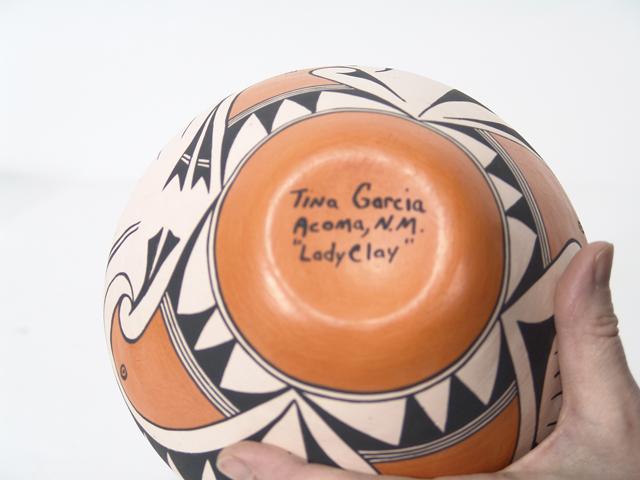 Tina Garcia
Acoma, N.M.
"Lady Clay"